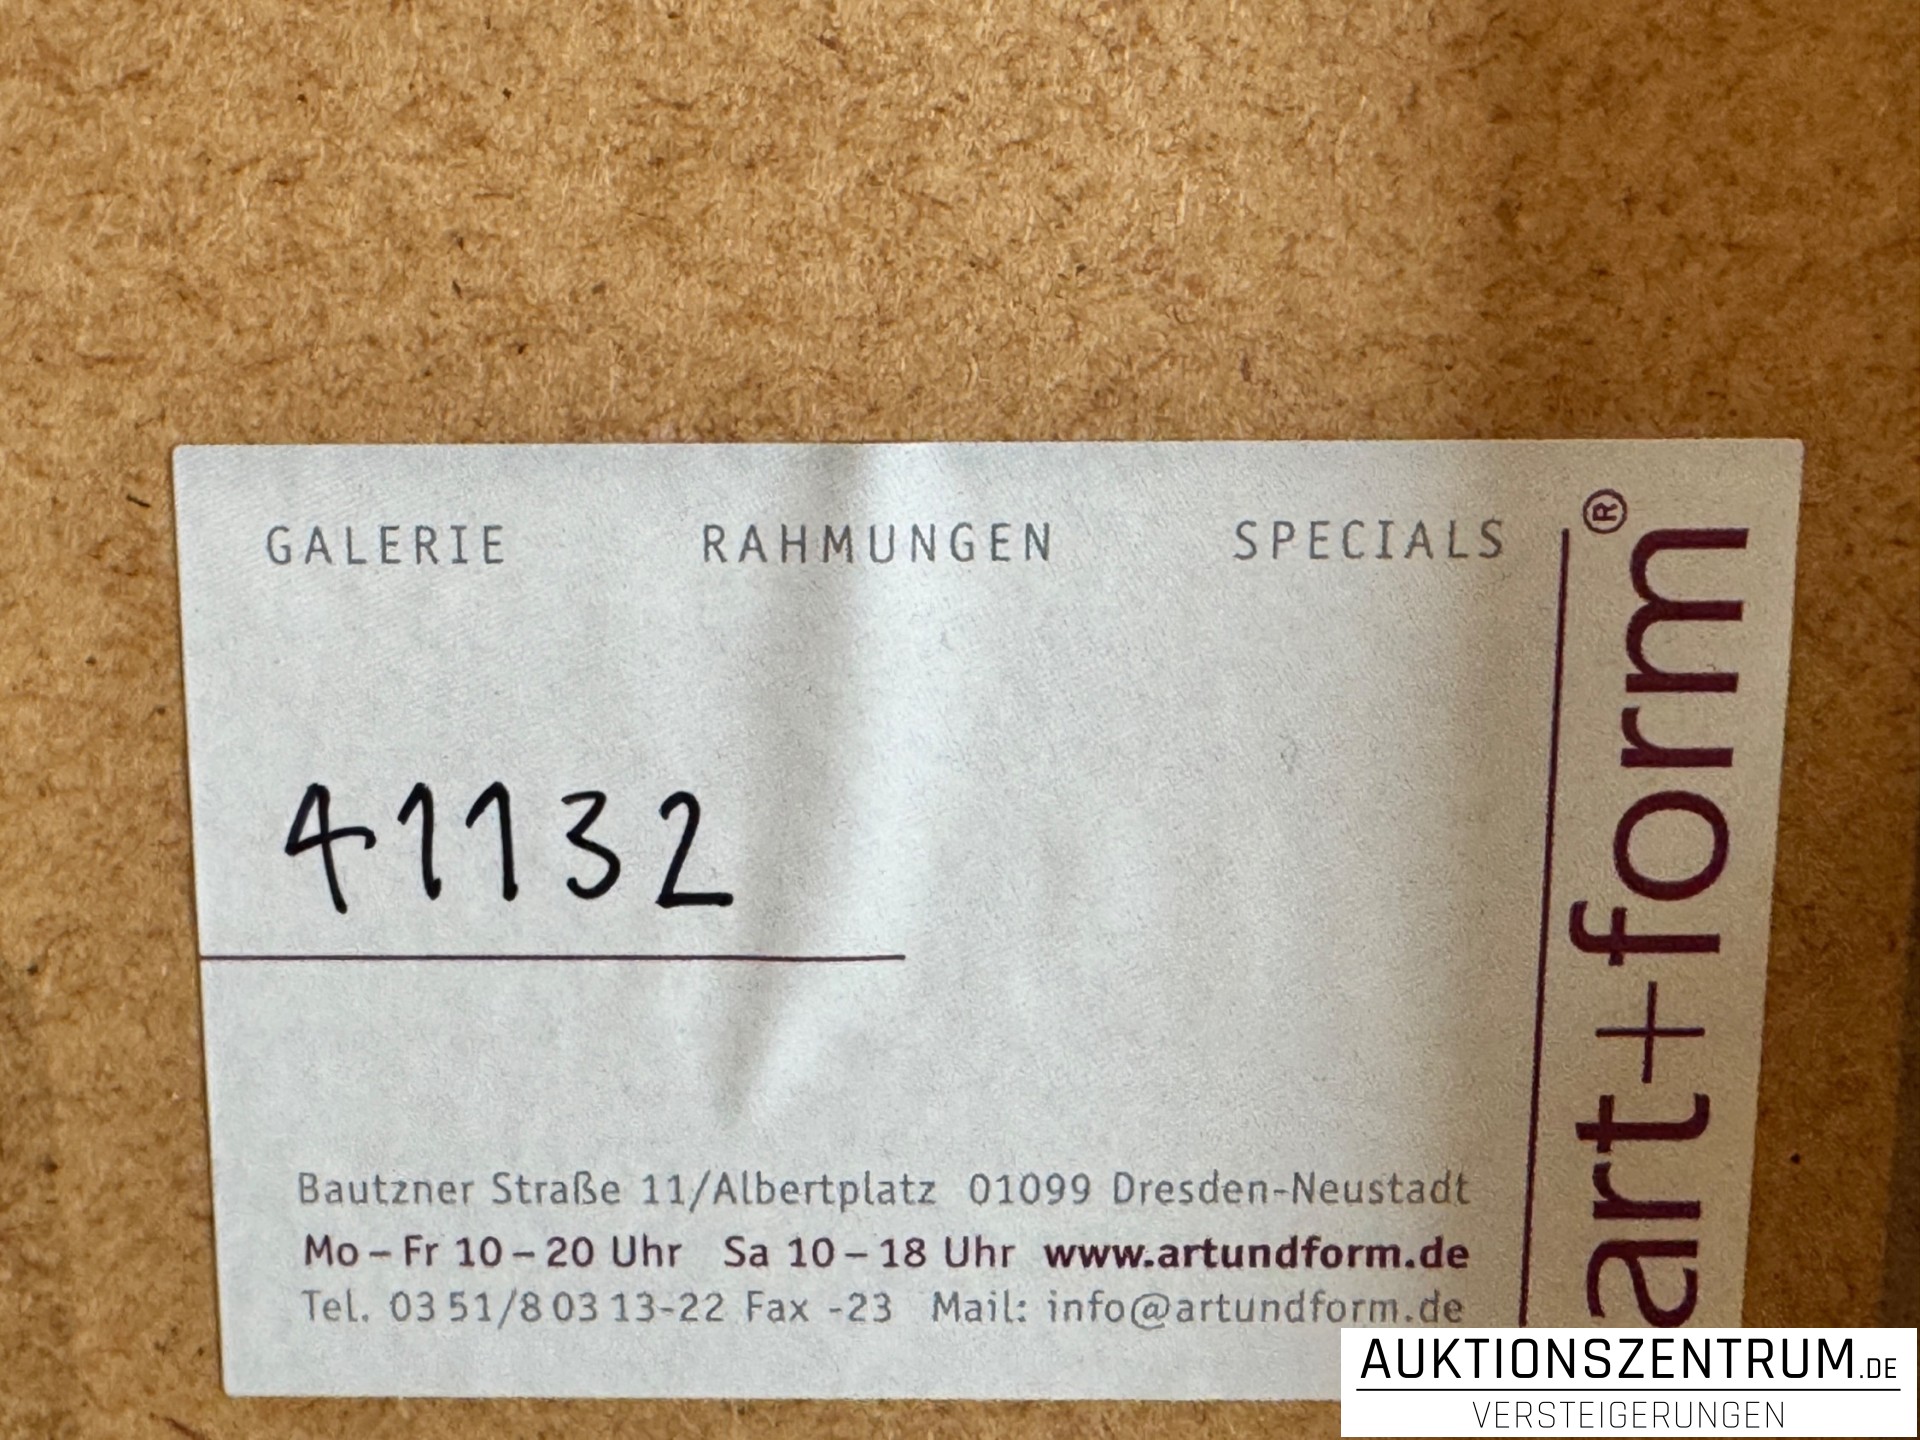 GALERIE RAHMUNGEN SPECIALS
41132
Bautzner Straße 11/Albertplatz 01099 Dresden-Neustadt
Mo – Fr 10 – 20 Uhr Sa 10 – 18 Uhr www.artundform.de
Tel. 03 51/8 03 13-22 Fax -23 Mail: info@artundform.de
art+form®
AUKTIONSZENTRUM.DE
VERSTEIGERUNGEN